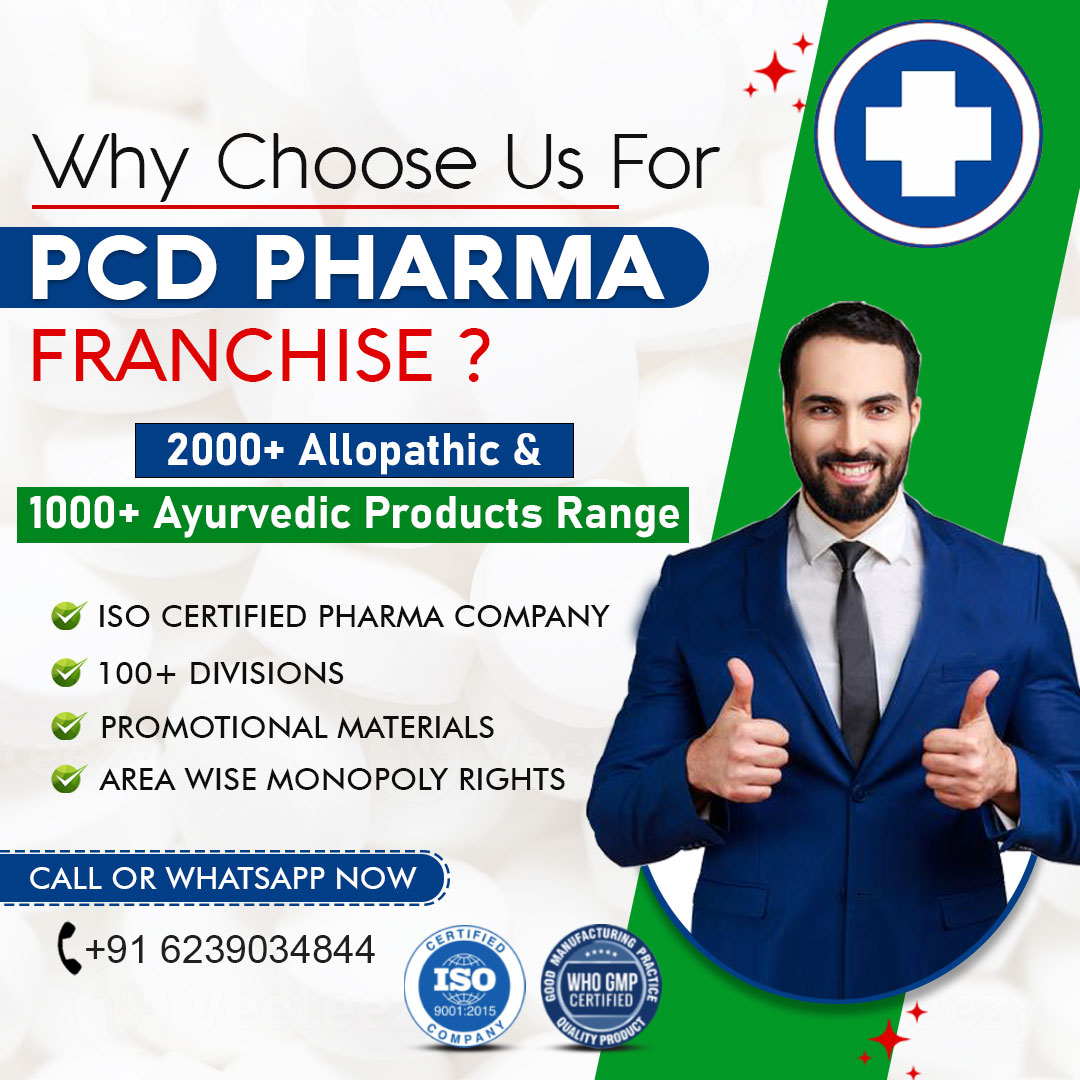 Why Choose Us For
PCD PHARMA
FRANCHISE ?
2000+ Allopathic &
1000+ Ayurvedic Products Range
ISO CERTIFIED PHARMA COMPANY
100+ DIVISIONS
PROMOTIONAL MATERIALS
AREA WISE MONOPOLY RIGHTS
CALL OR WHATSAPP NOW
+91 6239034844
CERTIFIED
ISO
9001:2015
COMPANY
GOOD MANUFACTURING PRACTICE
WHO GMP
CERTIFIED
QUALITY PRODUCT